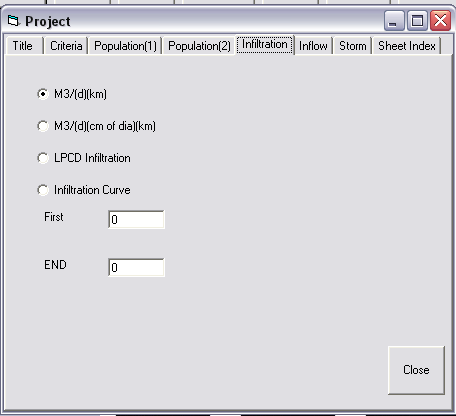 Project
Title Criteria Population(1) Population(2) Infiltration Inflow Storm Sheet Index
M3/(d)(km)
M3/(d)(cm of dia)(km)
LPCD Infiltration
Infiltration Curve
First 0
END 0
Close